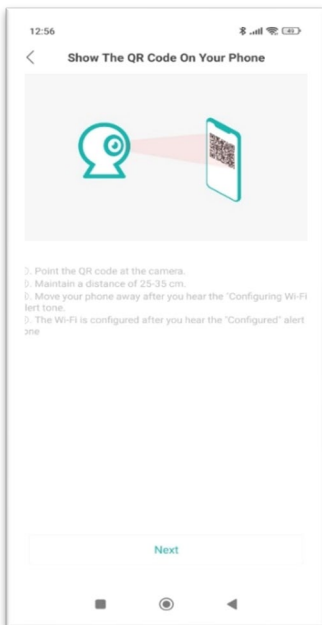 12:56
Show The QR Code On Your Phone
). Point the QR code at the camera.
). Maintain a distance of 25-35 cm.
). Move your phone away after you hear the "Configuring Wi-Fi
lert tone.
). The Wi-Fi is configured after you hear the "Configured" alert
one
Next